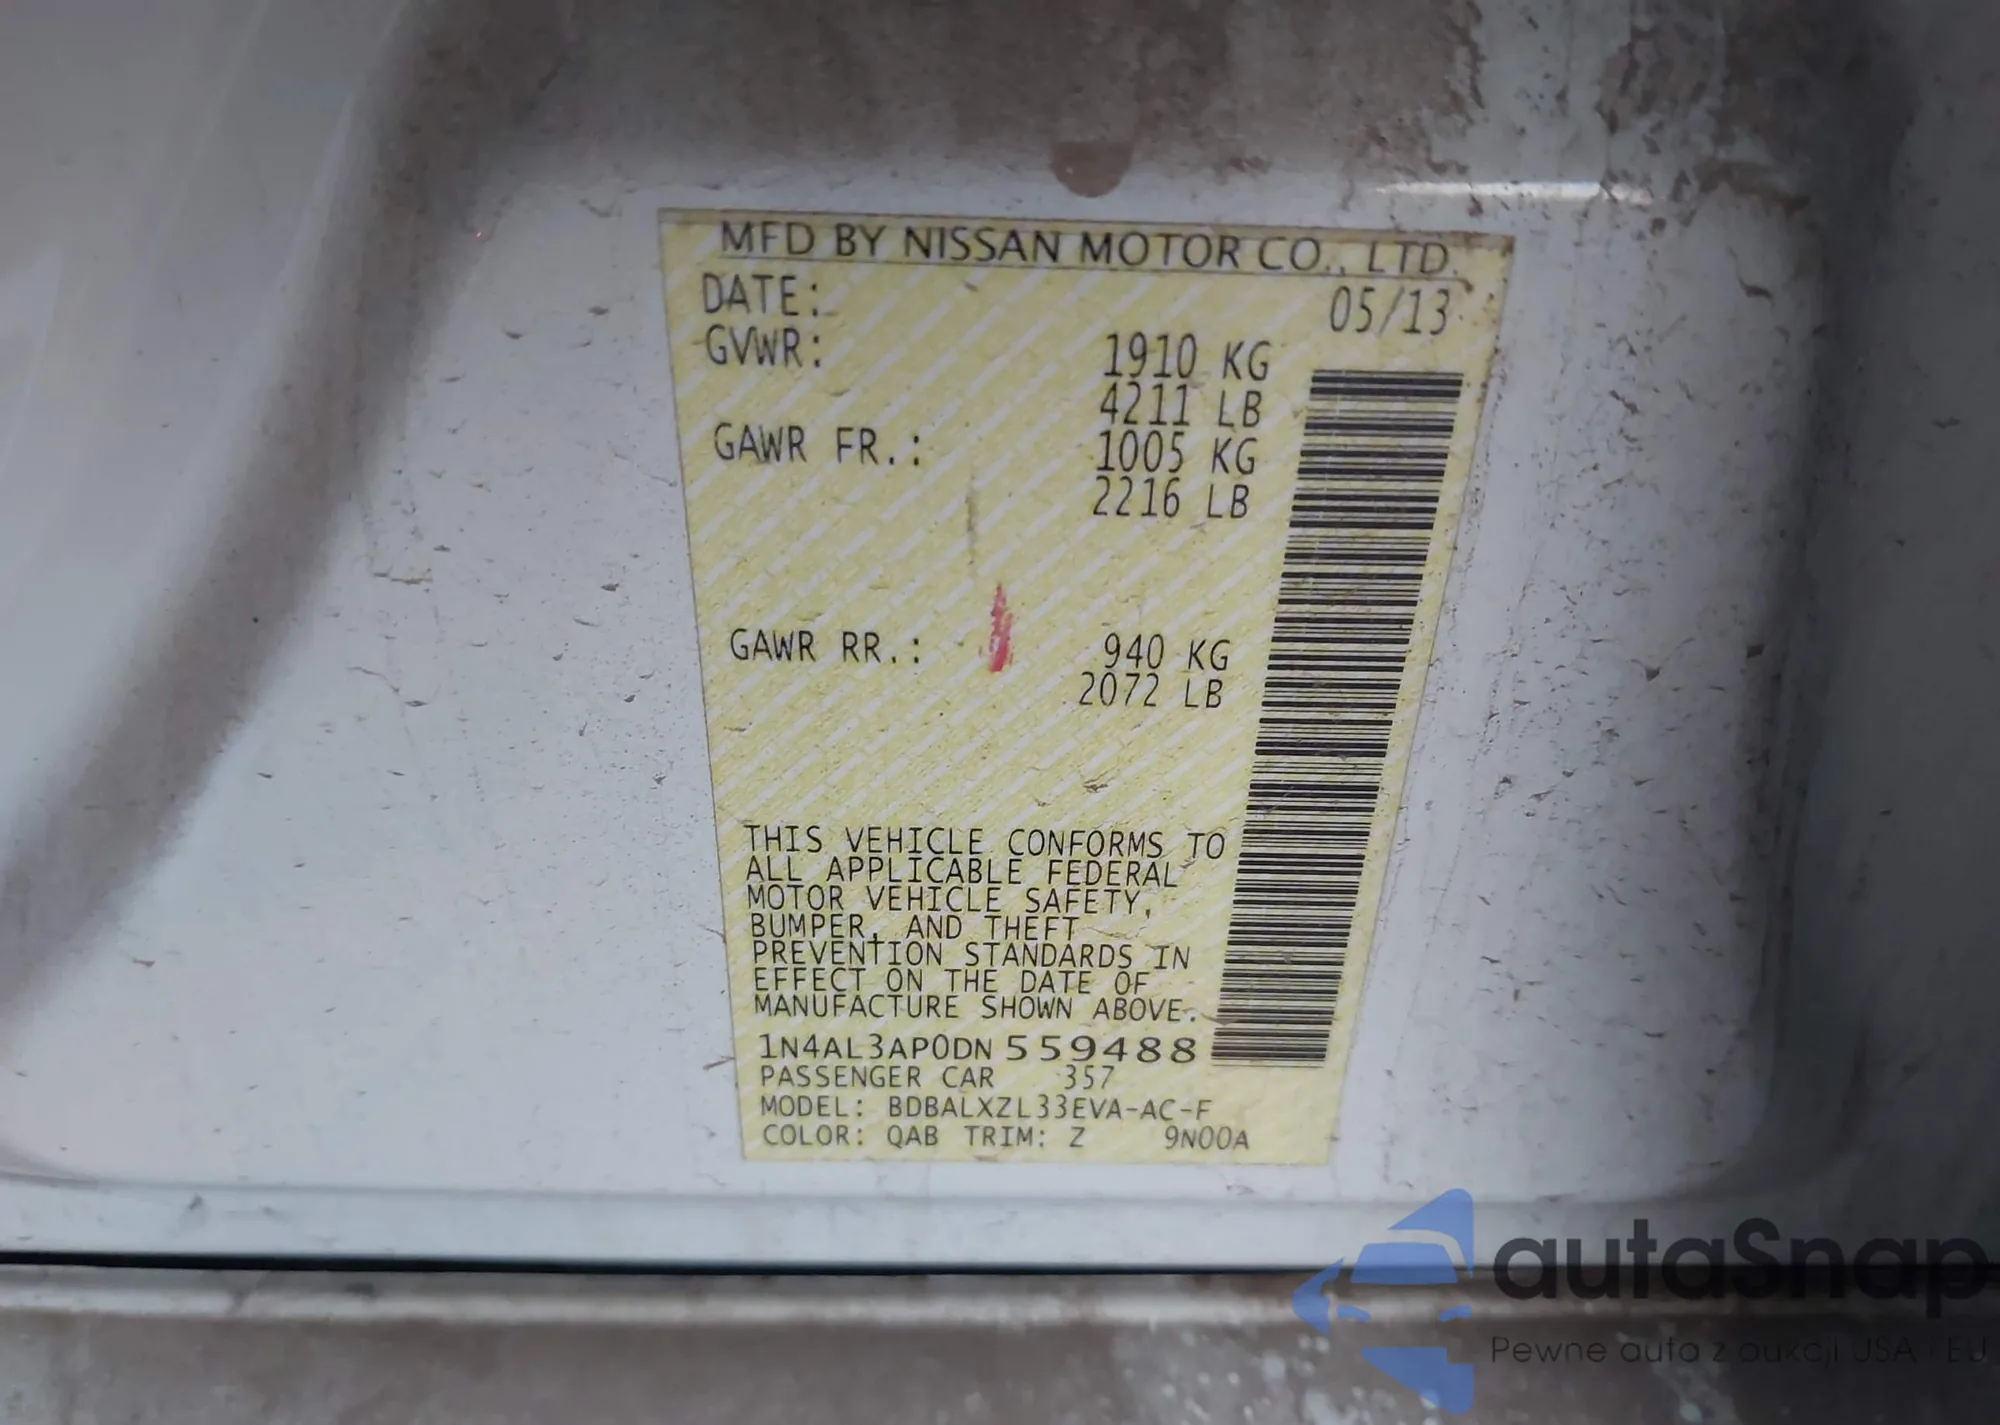 MFD BY NISSAN MOTOR CO., LTD.
DATE: 05/13
GVWR: 1910 KG
4211 LB
GAWR FR.: 1005 KG
2216 LB
GAWR RR.: 940 KG
2072 LB
THIS VEHICLE CONFORMS TO
ALL APPLICABLE FEDERAL
MOTOR VEHICLE SAFETY,
BUMPER, AND THEFT
PREVENTION STANDARDS IN
EFFECT ON THE DATE OF
MANUFACTURE SHOWN ABOVE.
1N4AL3AP0DN559488
PASSENGER CAR 357
MODEL: BDBALXZL33EVA-AC-F
COLOR: QAB TRIM: Z 9N00A
autaSnap
Pewne auta z aukcji USA i EU